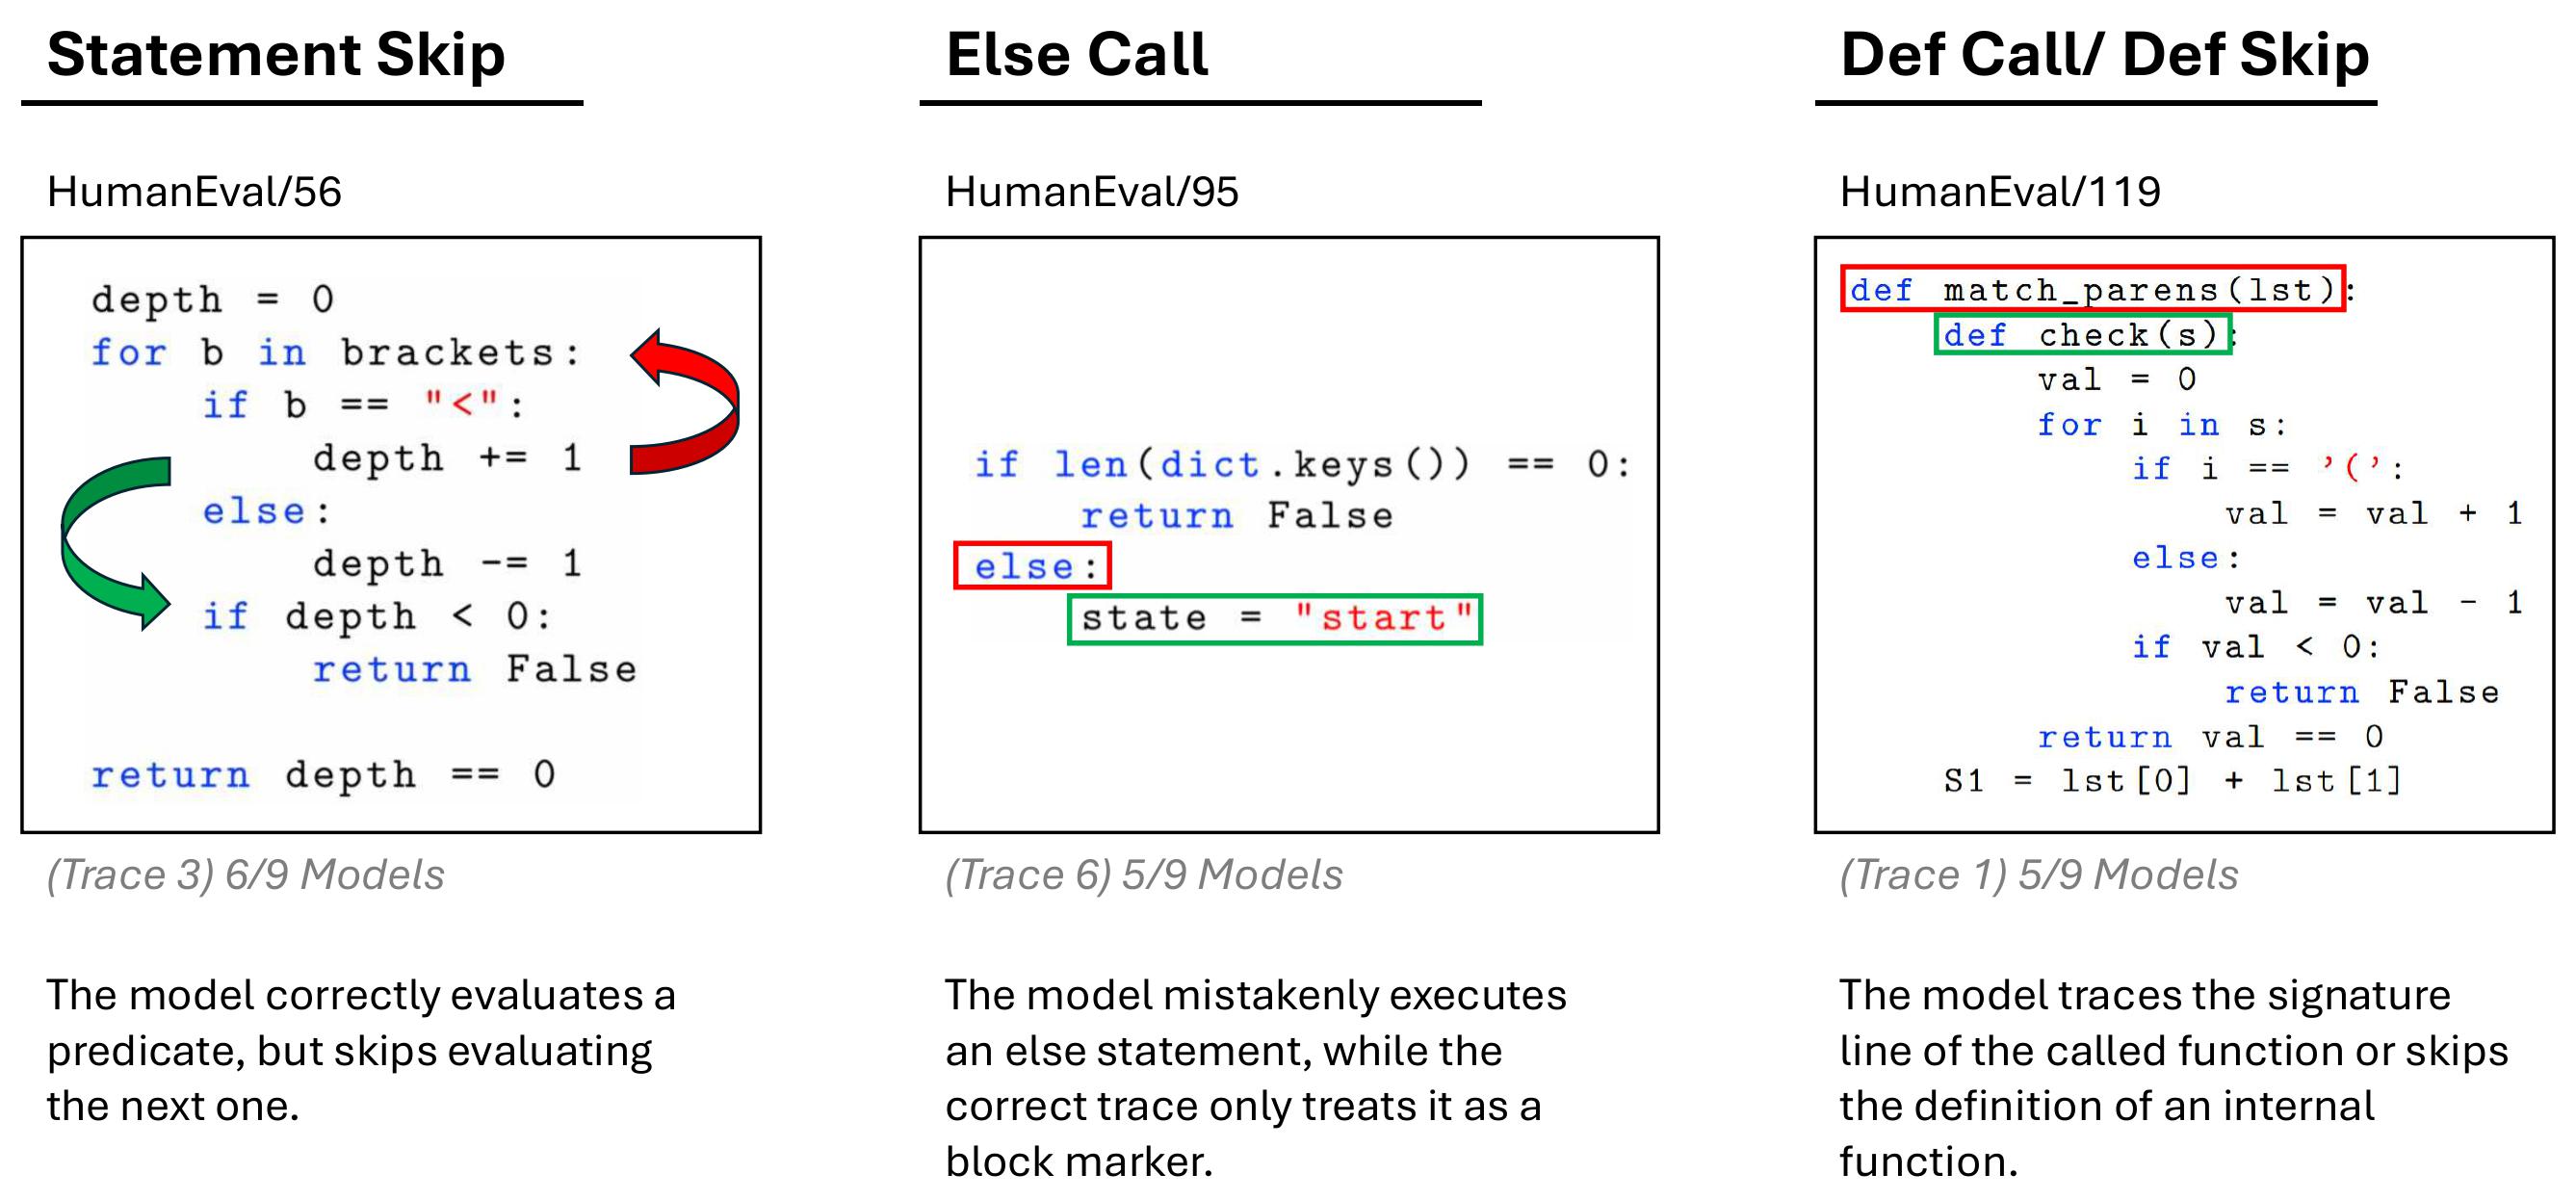 Statement Skip
HumanEval/56
depth = 0
for b in brackets:
if b == "<":
depth += 1
else:
depth -= 1
if depth < 0:
return False
return depth == 0
(Trace 3) 6/9 Models
The model correctly evaluates a
predicate, but skips evaluating
the next one.
Else Call
HumanEval/95
if len(dict.keys()) == 0:
return False
else:
state = "start"
(Trace 6) 5/9 Models
The model mistakenly executes
an else statement, while the
correct trace only treats it as a
block marker.
Def Call/ Def Skip
HumanEval/119
def match_parens(lst):
def check(s):
val = 0
for i in s:
if i == ’(’:
val = val + 1
else:
val = val - 1
if val < 0:
return False
return val == 0
S1 = lst[0] + lst[1]
(Trace 1) 5/9 Models
The model traces the signature
line of the called function or skips
the definition of an internal
function.